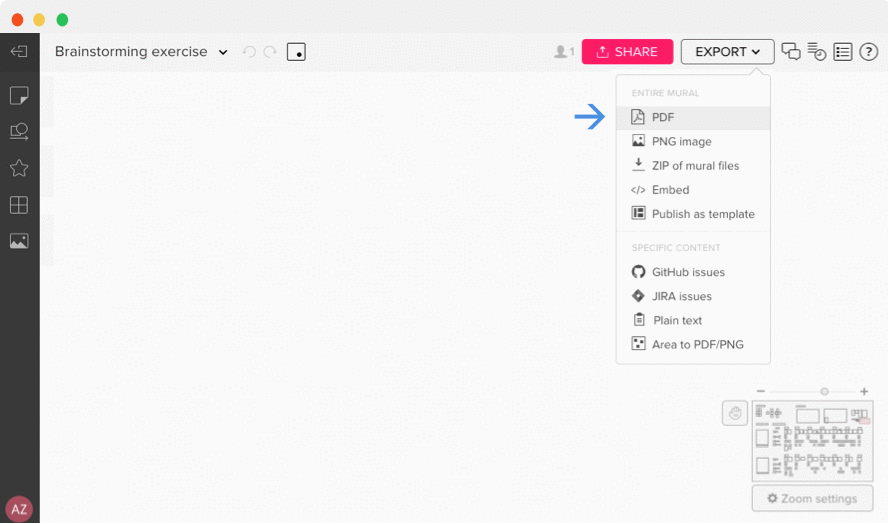 Brainstorming exercise
1
SHARE
EXPORT
?
ENTIRE MURAL
PDF
PNG image
ZIP of mural files
</> Embed
Publish as template
SPECIFIC CONTENT
GitHub issues
JIRA issues
Plain text
Area to PDF/PNG
− +
Zoom settings
AZ